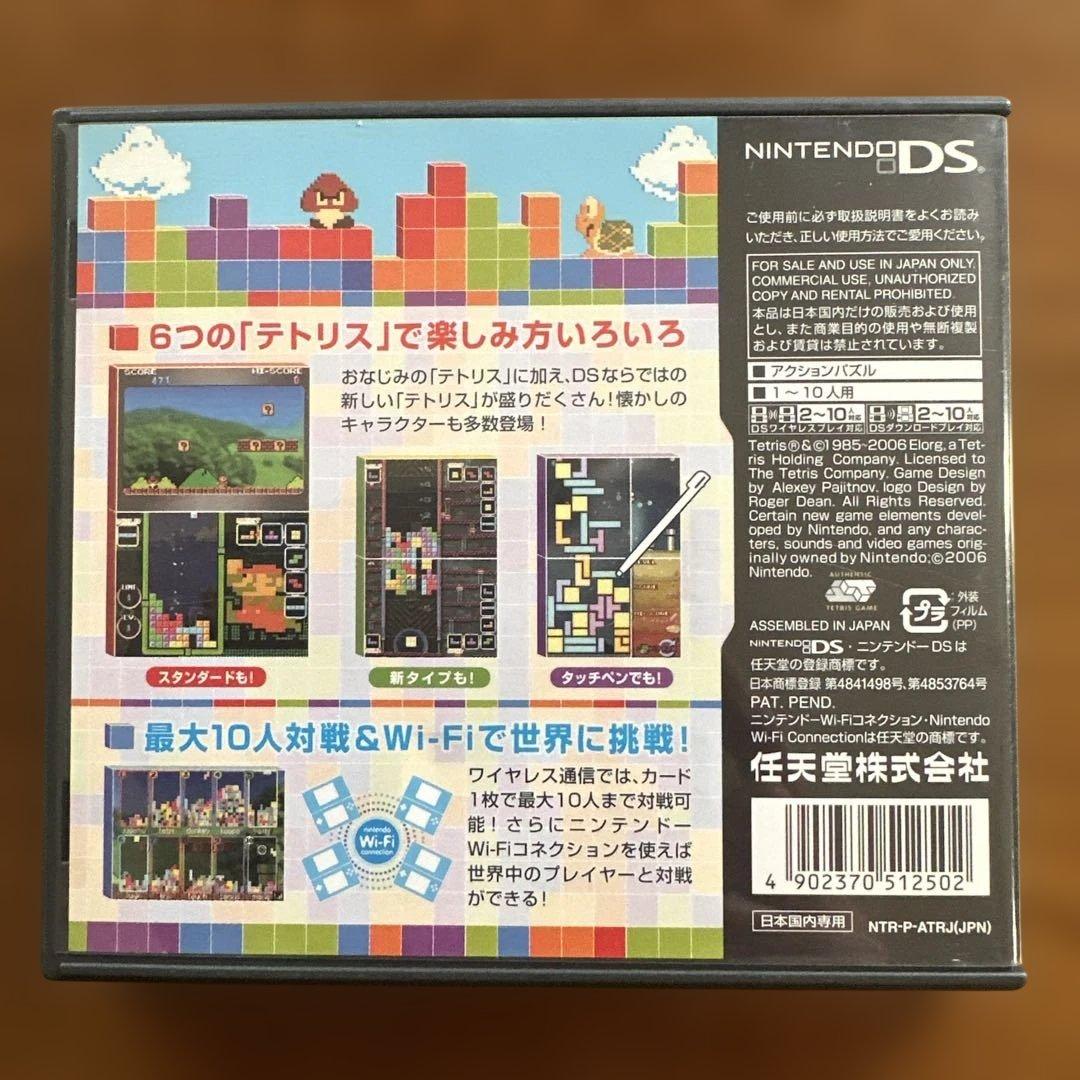 6つの「テトリス」で楽しみ方いろいろ
おなじみの「テトリス」に加え、DSならではの
新しい「テトリス」が盛りだくさん!懐かしの
キャラクターも多数登場!
SCORE
HI-SCORE
471
スタンダードも!
新タイプも!
タッチペンでも!
最大10人対戦&Wi-Fiで世界に挑戦!
ワイヤレス通信では、カード
1枚で最大10人まで対戦可
能!さらにニンテンドー
Wi-Fiコネクションを使えば
世界中のプレイヤーと対戦
ができる!
nintendo
Wi-Fi
connection
NINTENDO DS
ご使用前に必ず取扱説明書をよくお読み
いただき、正しい使用方法でご愛用ください。
FOR SALE AND USE IN JAPAN ONLY.
COMMERCIAL USE, UNAUTHORIZED
COPY AND RENTAL PROHIBITED.
本品は日本国内だけの販売および使用
とし、また商業目的の使用や無断複製
および賃貸は禁止されています。
アクションパズル
1〜10人用
2〜10人対応
DSワイヤレスプレイ対応
2〜10人対応
DSダウンロードプレイ対応
Tetris®&©1985~2006 Elorg, a Tet-
ris Holding Company. Licensed to
The Tetris Company. Game Design
by Alexey Pajitnov. logo Design by
Roger Dean. All Rights Reserved.
Certain new game elements devel-
oped by Nintendo, and any charac-
ters, sounds and video games orig-
inally owned by Nintendo,©2006
Nintendo.
AUTHENTIC
TETRIS GAME
ASSEMBLED IN JAPAN
プラ
:外装
フィルム
(PP)
NINTENDO DS・ニンテンドーDSは
任天堂の登録商標です。
日本商標登録 第4841498号、第4853764号
PAT. PEND.
ニンテンドーWi-Fiコネクション・Nintendo
Wi-Fi Connectionは任天堂の商標です。
任天堂株式会社
4 902370 512502
日本国内専用
NTR-P-ATRJ(JPN)